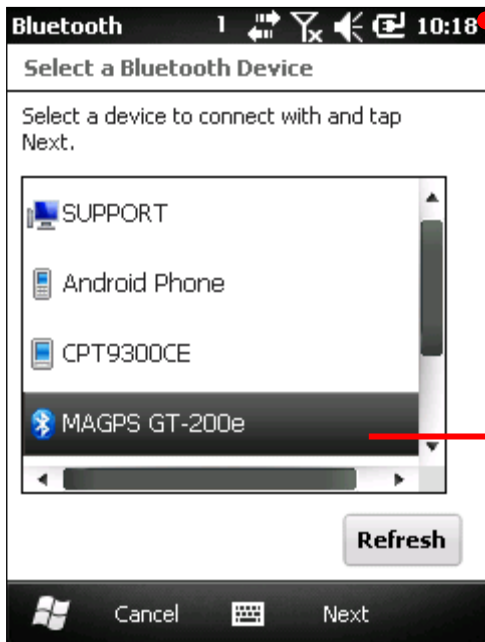 Bluetooth 1 10:18
Select a Bluetooth Device
Select a device to connect with and tap
Next.
SUPPORT
Android Phone
CPT9300CE
MAGPS GT-200e
Refresh
Cancel Next